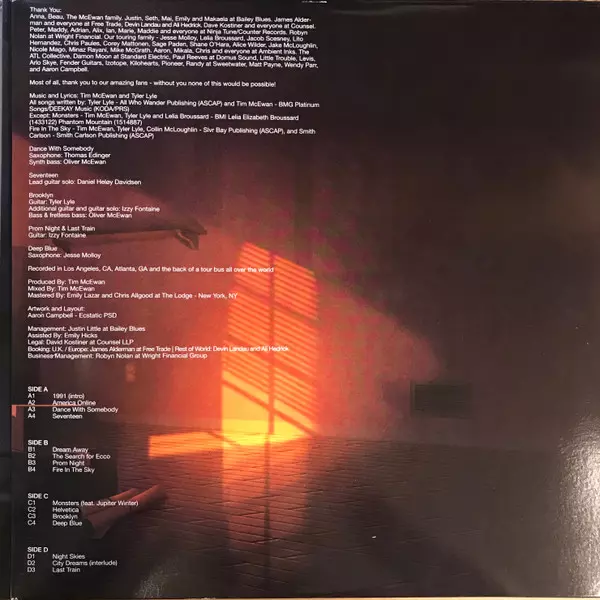 Thank You:
Anna, Beau, The McEwan family, Justin, Seth, Mai, Emily and Makaela at Bailey Blues, James Alder-
man and everyone at Free Trade, Devin Landau and Ali Hedrick, Dave Kostiner and everyone at Counsel.
Peter, Maddy, Adrian, Alix, Ian, Marie, Maddie and everyone at Ninja Tune/Counter Records. Robyn
Nolan at Wright Financial. Our touring family - Jesse Molloy, Lelia Broussard, Jacob Scesney, Lito
Hernandez, Chris Paules, Corey Mattonen, Sage Paden, Shane O'Hara, Alice Wilder, Jake McLoughlin,
Nicole Mago, Minaz Rayani, Mike McGrath. Aaron, Mikala, Chris and everyone at Ambient Inks. The
ATL Collective, Damon Moon at Standard Electric, Paul Reeves at Domus Sound, Little Trouble, Levis,
Arlo Skye, Fender Guitars, Izotope, Kilohearts, Pioneer, Randy at Sweetwater, Matt Payne, Wendy Parr,
and Aaron Campbell.
Most of all, thank you to our amazing fans - without you none of this would be possible!
Music and Lyrics: Tim McEwan and Tyler Lyle
All songs written by: Tyler Lyle - All Who Wander Publishing (ASCAP) and Tim McEwan - BMG Platinum
Songs/DEEKAY Music (KODA/PRS)
Except: Monsters - Tim McEwan, Tyler Lyle and Lelia Broussard - BMI Lelia Elizabeth Broussard
(1433122) Phantom Mountain (1514887)
Fire In The Sky - Tim McEwan, Tyler Lyle, Collin McLoughlin - Slvr Bay Publishing (ASCAP), and Smith
Carlson - Smith Carlson Publishing (ASCAP)
Dance With Somebody
Saxophone: Thomas Edinger
Synth bass: Oliver McEwan
Seventeen
Lead guitar solo: Daniel Heløy Davidsen
Brooklyn
Guitar: Tyler Lyle
Additional guitar and guitar solo: Izzy Fontaine
Bass & fretless bass: Oliver McEwan
Prom Night & Last Train
Guitar: Izzy Fontaine
Deep Blue
Saxophone: Jesse Molloy
Recorded in Los Angeles, CA, Atlanta, GA and the back of a tour bus all over the world
Produced By: Tim McEwan
Mixed By: Tim McEwan
Mastered By: Emily Lazar and Chris Allgood at The Lodge - New York, NY
Artwork and Layout:
Aaron Campbell - Ecstatic PSD
Management: Justin Little at Bailey Blues
Assisted By: Emily Hicks
Legal: David Kostiner at Counsel LLP
Booking: U.K. / Europe: James Alderman at Free Trade | Rest of World: Devin Landau and Ali Hedrick
Business Management: Robyn Nolan at Wright Financial Group
SIDE A
A1 1991 (intro)
A2 America Online
A3 Dance With Somebody
A4 Seventeen
SIDE B
B1 Dream Away
B2 The Search for Ecco
B3 Prom Night
B4 Fire In The Sky
SIDE C
C1 Monsters (feat. Jupiter Winter)
C2 Helvetica
C3 Brooklyn
C4 Deep Blue
SIDE D
D1 Night Skies
D2 City Dreams (interlude)
D3 Last Train